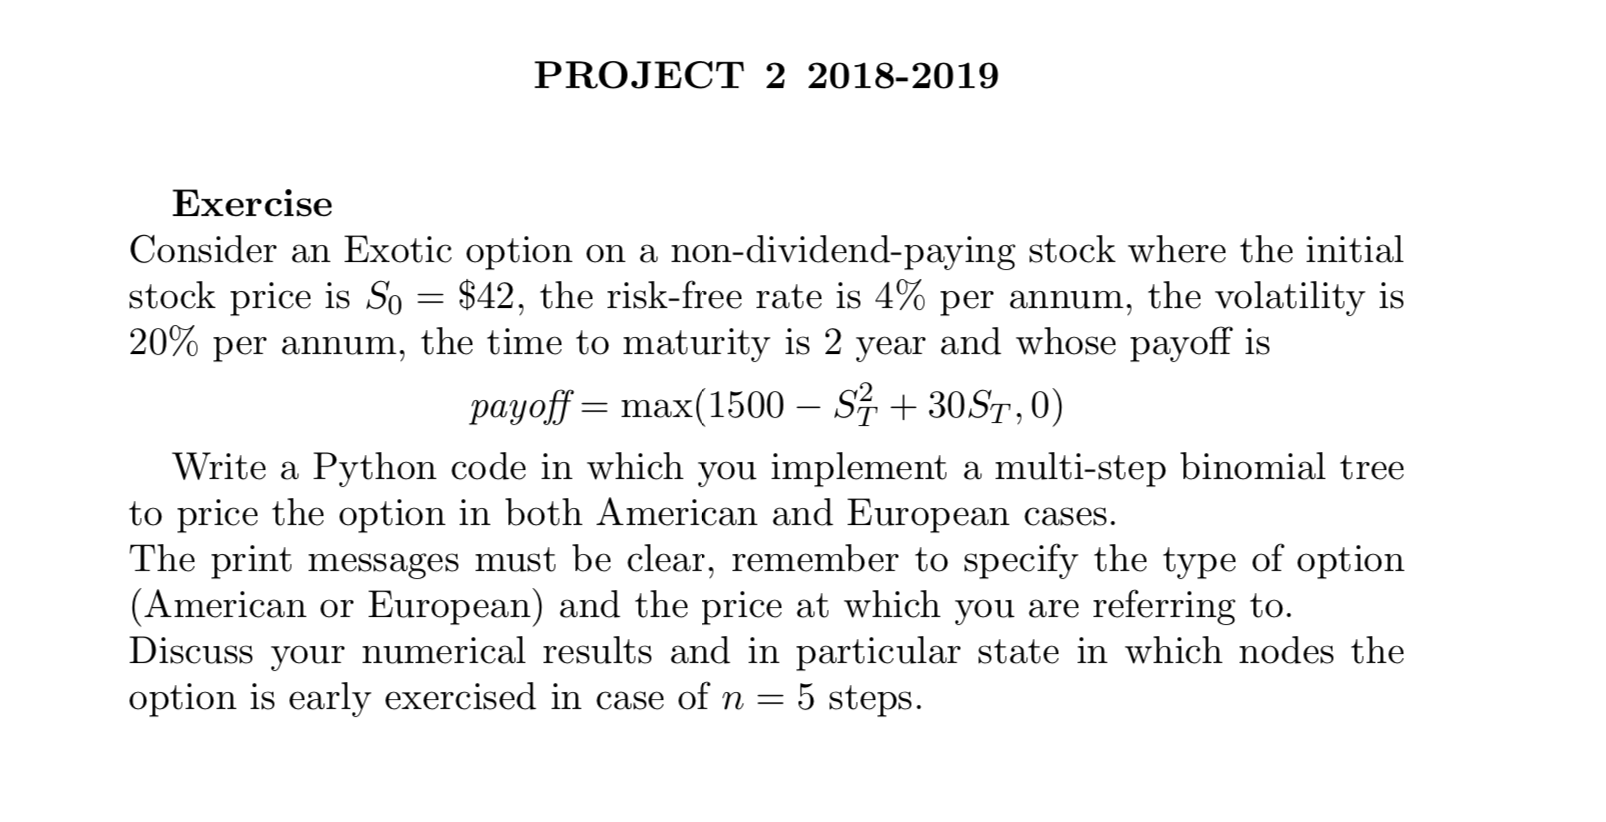 PROJECT 2 2018-2019
Exercise
Consider an Exotic option on a non-dividend-paying stock where the initial
stock price is S₀ = $42, the risk-free rate is 4% per annum, the volatility is
20% per annum, the time to maturity is 2 year and whose payoff is
payoff = max(1500 − S_T^2 + 30S_T, 0)
Write a Python code in which you implement a multi-step binomial tree
to price the option in both American and European cases.
The print messages must be clear, remember to specify the type of option
(American or European) and the price at which you are referring to.
Discuss your numerical results and in particular state in which nodes the
option is early exercised in case of n = 5 steps.